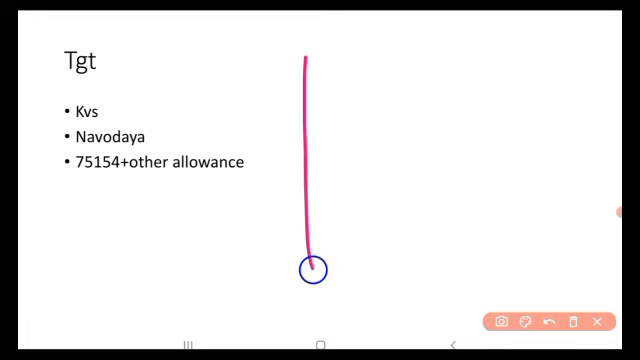 Tgt
• Kvs
• Navodaya
• 75154+other allowance